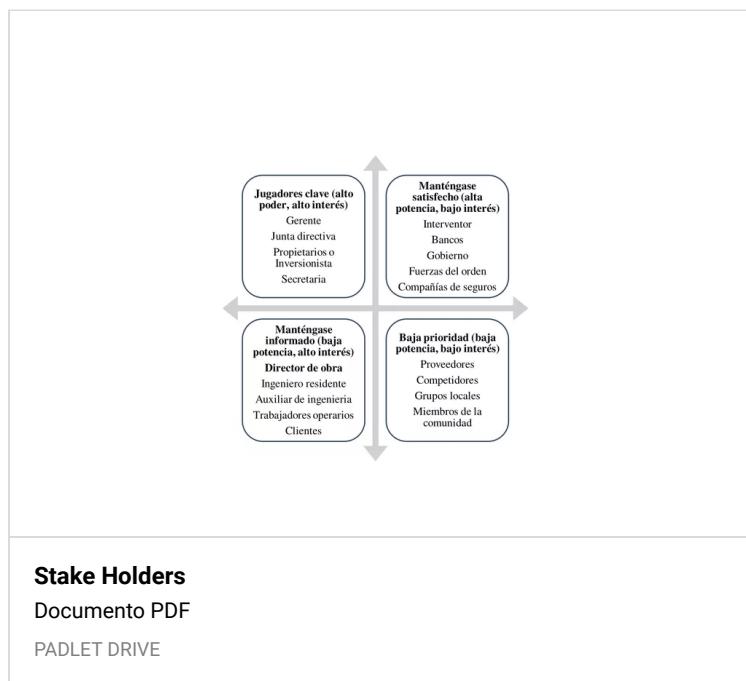 Jugadores clave (alto
poder, alto interés)
Gerente
Junta directiva
Propietarios o
Inversionista
Secretaria
Manténgase
satisfecho (alta
potencia, bajo interés)
Interventor
Bancos
Gobierno
Fuerzas del orden
Compañías de seguros
Manténgase
informado (baja
potencia, alto interés)
Director de obra
Ingeniero residente
Auxiliar de ingenieria
Trabajadores operarios
Clientes
Baja prioridad (baja
potencia, bajo interés)
Proveedores
Competidores
Grupos locales
Miembros de la
comunidad
Stake Holders
Documento PDF
PADLET DRIVE